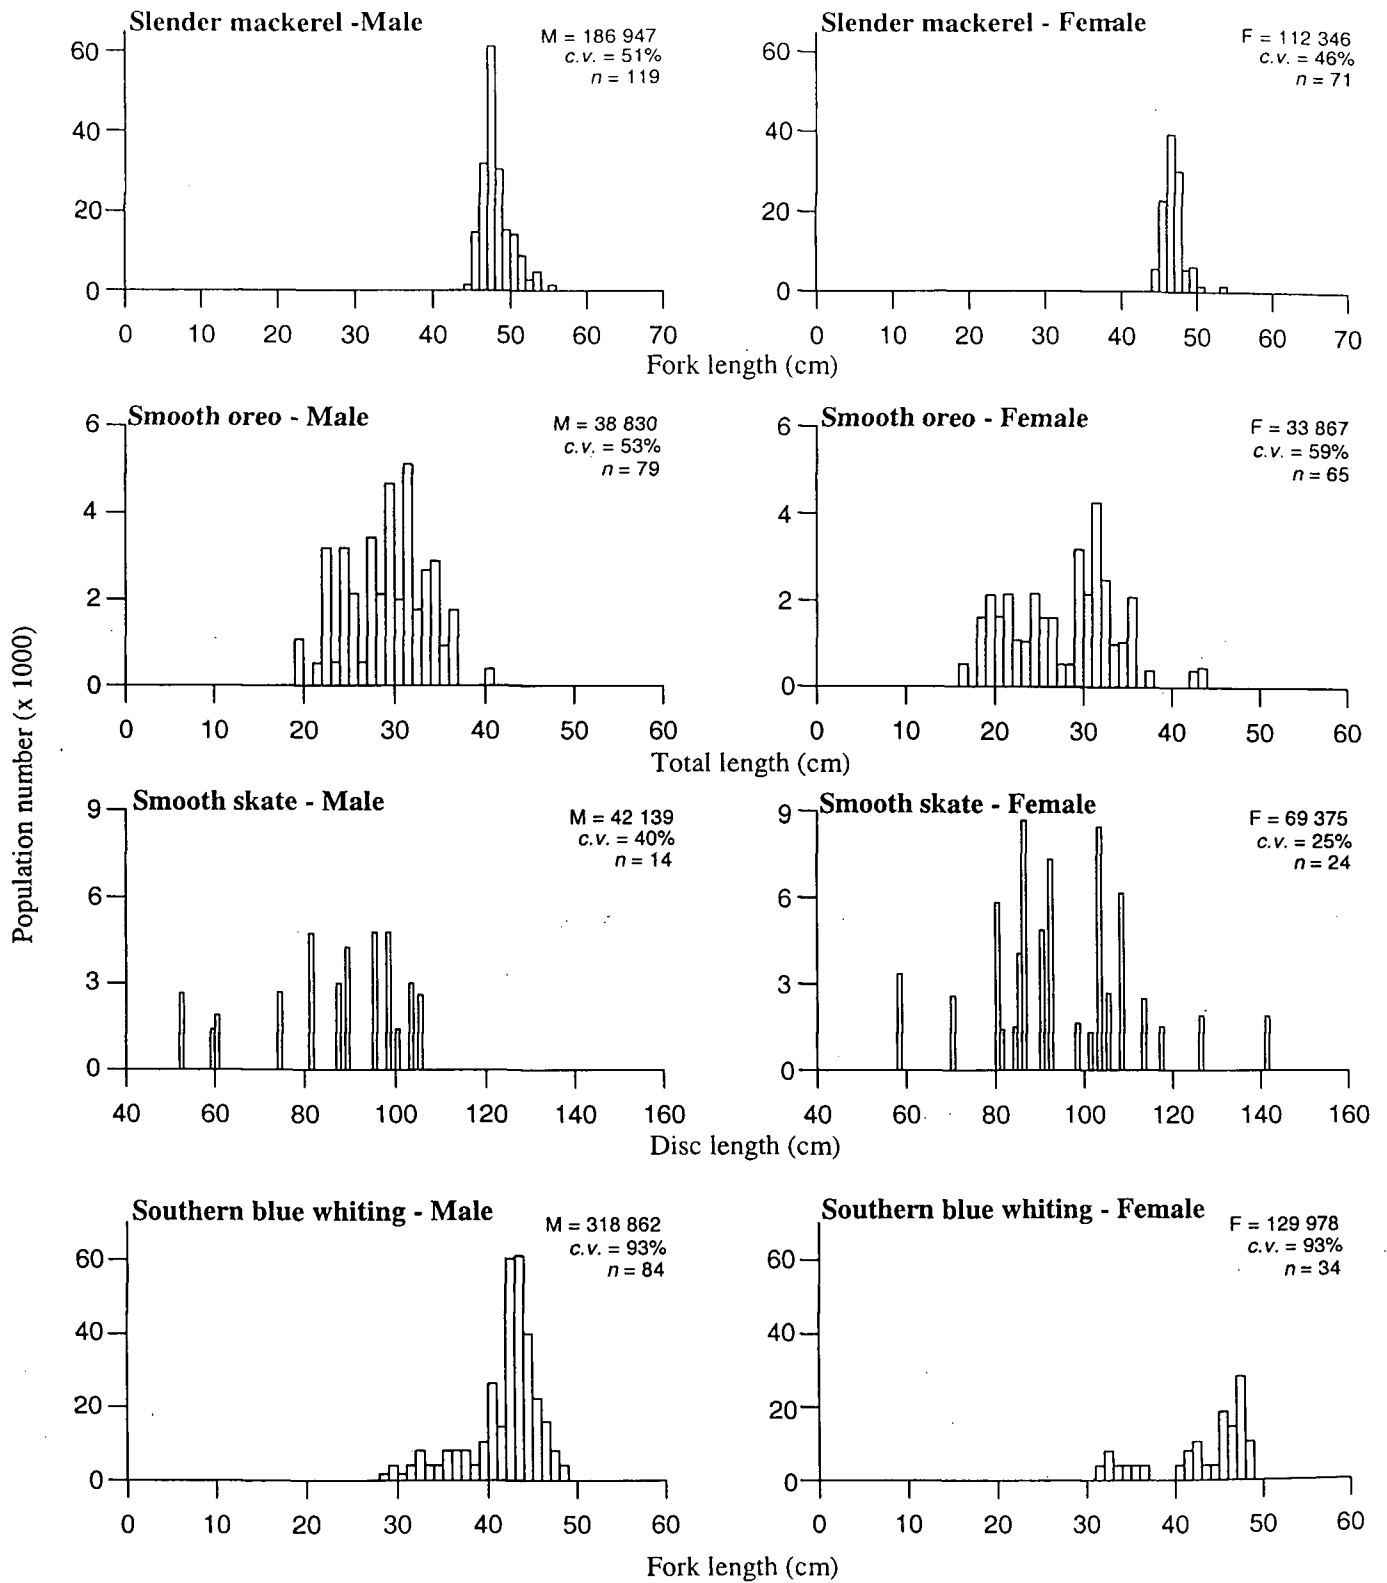 Slender mackerel -Male
M = 186 947
c.v. = 51%
n = 119
60
40
20
0
0 10 20 30 40 50 60 70
Slender mackerel - Female
F = 112 346
c.v. = 46%
n = 71
60
40
20
0
0 10 20 30 40 50 60 70
Fork length (cm)
Smooth oreo - Male
M = 38 830
c.v. = 53%
n = 79
6
4
2
0
0 10 20 30 40 50 60
Smooth oreo - Female
F = 33 867
c.v. = 59%
n = 65
6
4
2
0
0 10 20 30 40 50 60
Total length (cm)
Population number (x 1000)
Smooth skate - Male
M = 42 139
c.v. = 40%
n = 14
9
6
3
0
40 60 80 100 120 140 160
Smooth skate - Female
F = 69 375
c.v. = 25%
n = 24
9
6
3
0
40 60 80 100 120 140 160
Disc length (cm)
Southern blue whiting - Male
M = 318 862
c.v. = 93%
n = 84
60
40
20
0
0 10 20 30 40 50 60
Southern blue whiting - Female
F = 129 978
c.v. = 93%
n = 34
60
40
20
0
0 10 20 30 40 50 60
Fork length (cm)